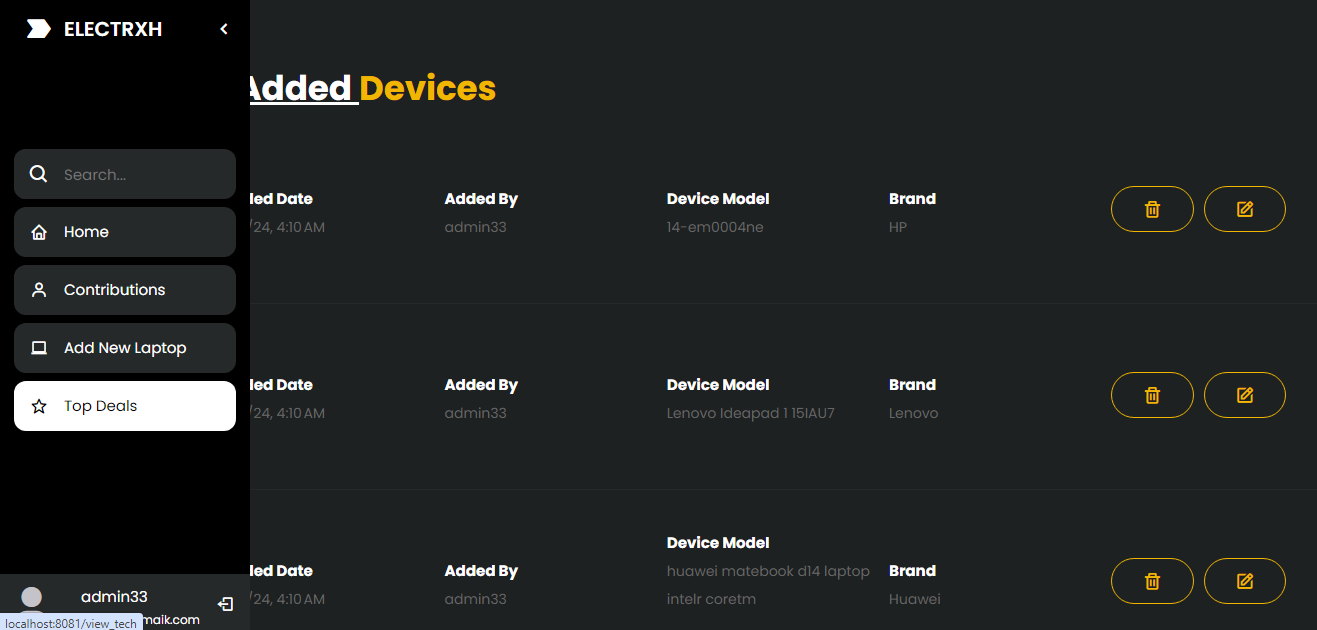 ELECTRXH
Added Devices
Search...
Home
Contributions
Add New Laptop
Top Deals
Date
Added By
Device Model
Brand
24, 4:10 AM
admin33
14-em0004ne
HP
Date
Added By
Device Model
Brand
24, 4:10 AM
admin33
Lenovo Ideapad 1 15IAU7
Lenovo
Device Model
Date
Added By
huawei matebook d14 laptop
Brand
24, 4:10 AM
admin33
intelr coretm
Huawei
admin33
maik.com
localhost:8081/view_tech